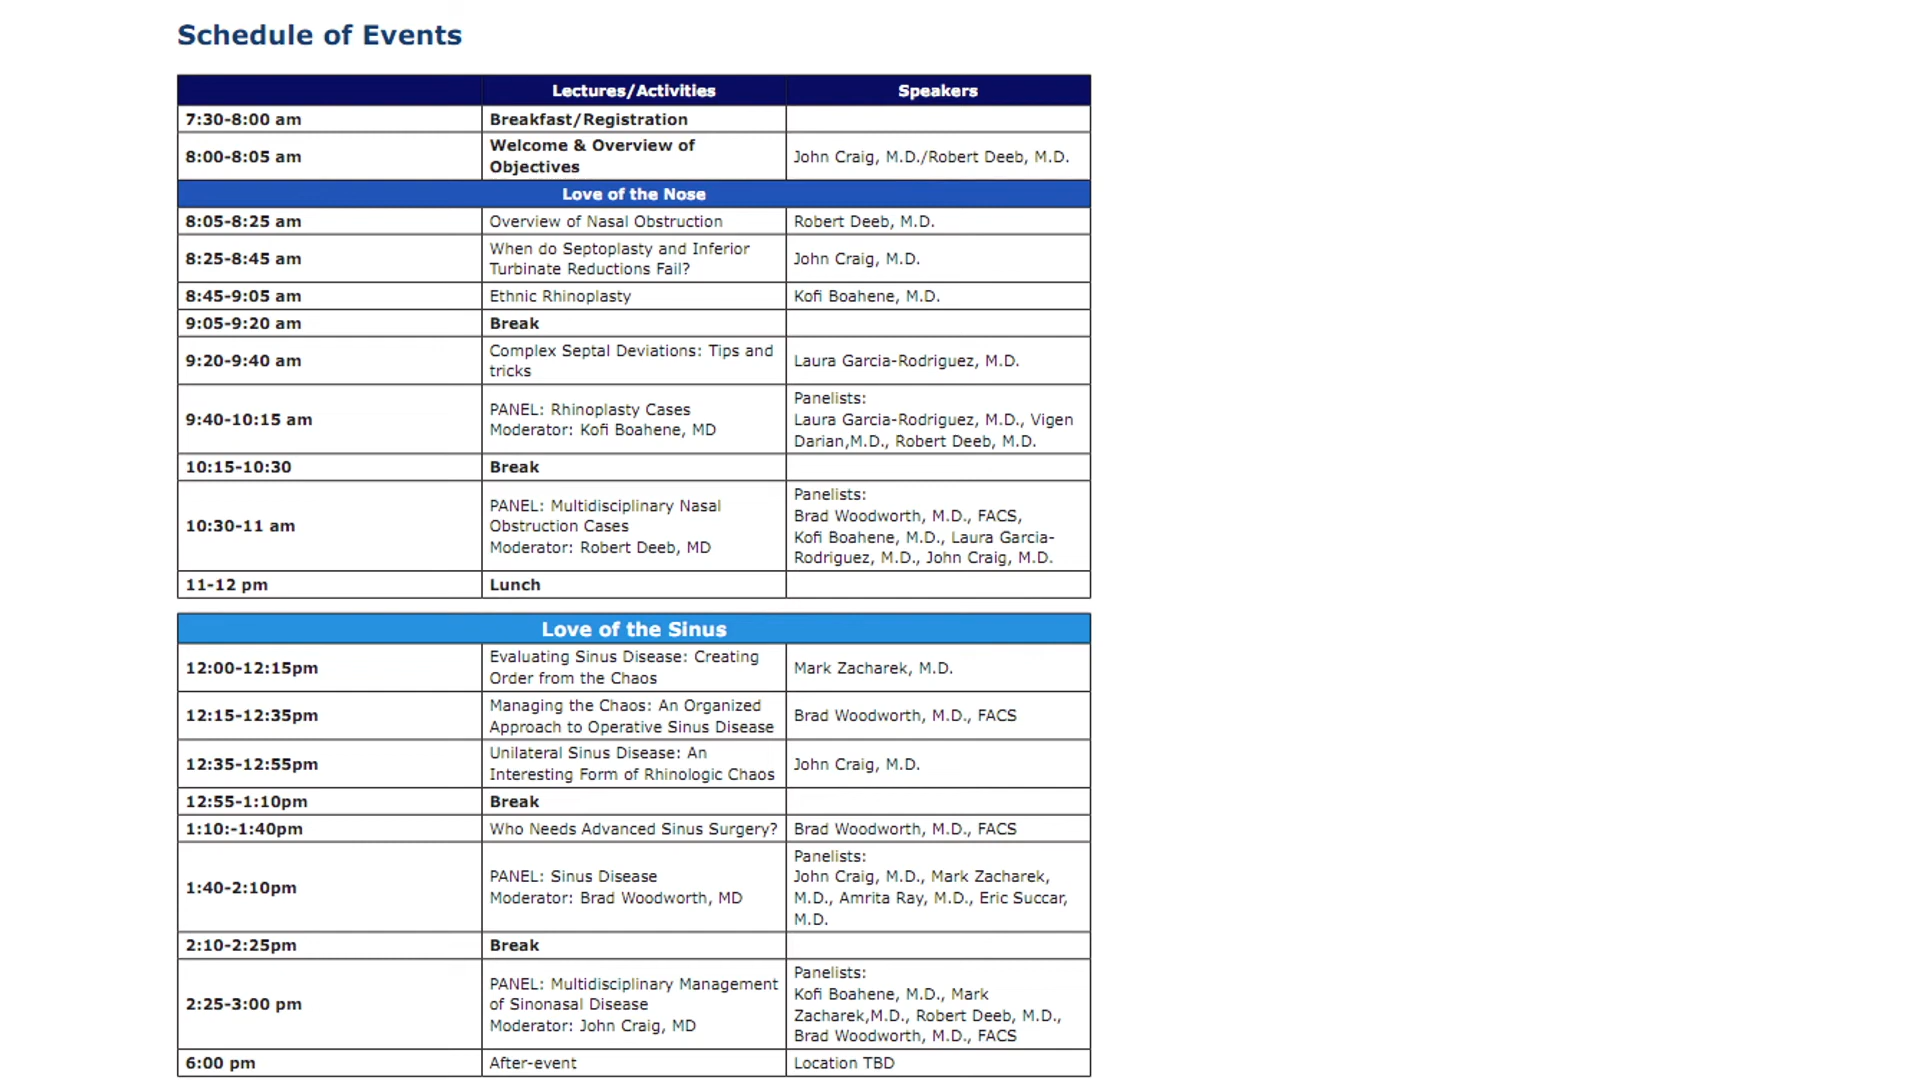 Schedule of Events
Lectures/Activities Speakers
7:30-8:00 am Breakfast/Registration
8:00-8:05 am Welcome & Overview of
Objectives John Craig, M.D./Robert Deeb, M.D.
Love of the Nose
8:05-8:25 am Overview of Nasal Obstruction Robert Deeb, M.D.
8:25-8:45 am When do Septoplasty and Inferior
Turbinate Reductions Fail? John Craig, M.D.
8:45-9:05 am Ethnic Rhinoplasty Kofi Boahene, M.D.
9:05-9:20 am Break
9:20-9:40 am Complex Septal Deviations: Tips and
tricks Laura Garcia-Rodriguez, M.D.
9:40-10:15 am PANEL: Rhinoplasty Cases
Moderator: Kofi Boahene, MD
Panelists:
Laura Garcia-Rodriguez, M.D., Vigen
Darian,M.D., Robert Deeb, M.D.
10:15-10:30 Break
10:30-11 am PANEL: Multidisciplinary Nasal
Obstruction Cases
Moderator: Robert Deeb, MD
Panelists:
Brad Woodworth, M.D., FACS,
Kofi Boahene, M.D., Laura Garcia-
Rodriguez, M.D., John Craig, M.D.
11-12 pm Lunch
Love of the Sinus
12:00-12:15pm Evaluating Sinus Disease: Creating
Order from the Chaos Mark Zacharek, M.D.
12:15-12:35pm Managing the Chaos: An Organized
Approach to Operative Sinus Disease Brad Woodworth, M.D., FACS
12:35-12:55pm Unilateral Sinus Disease: An
Interesting Form of Rhinologic Chaos John Craig, M.D.
12:55-1:10pm Break
1:10:-1:40pm Who Needs Advanced Sinus Surgery? Brad Woodworth, M.D., FACS
1:40-2:10pm PANEL: Sinus Disease
Moderator: Brad Woodworth, MD
Panelists:
John Craig, M.D., Mark Zacharek,
M.D., Amrita Ray, M.D., Eric Succar,
M.D.
2:10-2:25pm Break
2:25-3:00 pm PANEL: Multidisciplinary Management
of Sinonasal Disease
Moderator: John Craig, MD
Panelists:
Kofi Boahene, M.D., Mark
Zacharek,M.D., Robert Deeb, M.D.,
Brad Woodworth, M.D., FACS
6:00 pm After-event Location TBD